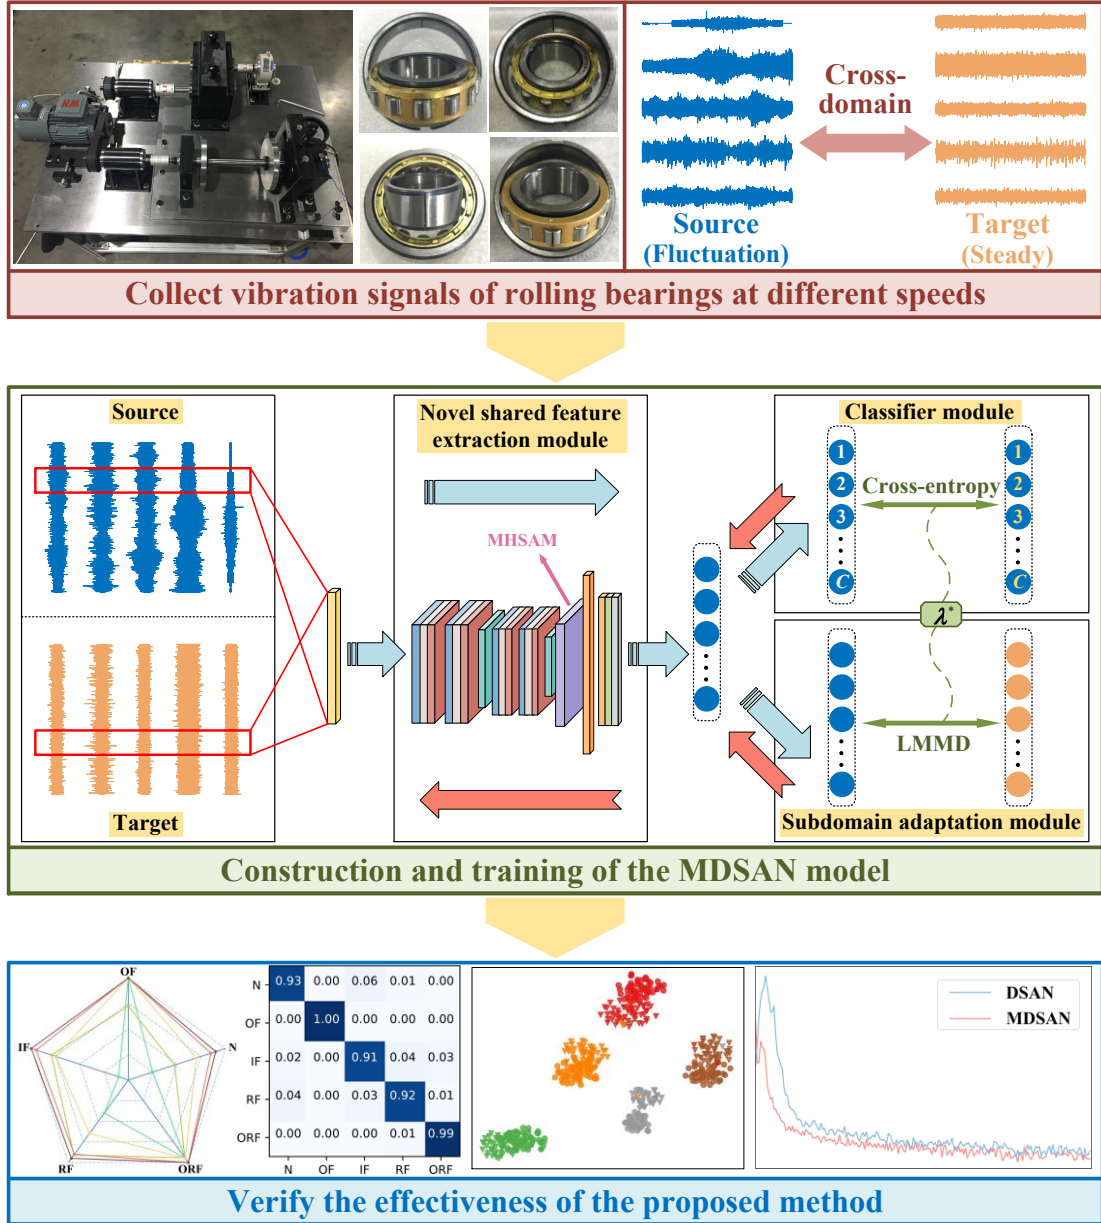 Cross-
domain
Source
(Fluctuation)
Target
(Steady)
Collect vibration signals of rolling bearings at different speeds
Source
Target
Novel shared feature
extraction module
MHSAM
Classifier module
1
2
3
C
Cross-entropy
1
2
3
C
λ*
LMMD
Subdomain adaptation module
Construction and training of the MDSAN model
OF
IF
N
RF
ORF
N 0.93 0.00 0.06 0.01 0.00
OF 0.00 1.00 0.00 0.00 0.00
IF 0.02 0.00 0.91 0.04 0.03
RF 0.04 0.00 0.03 0.92 0.01
ORF 0.00 0.00 0.00 0.01 0.99
N OF IF RF ORF
DSAN
MDSAN
Verify the effectiveness of the proposed method